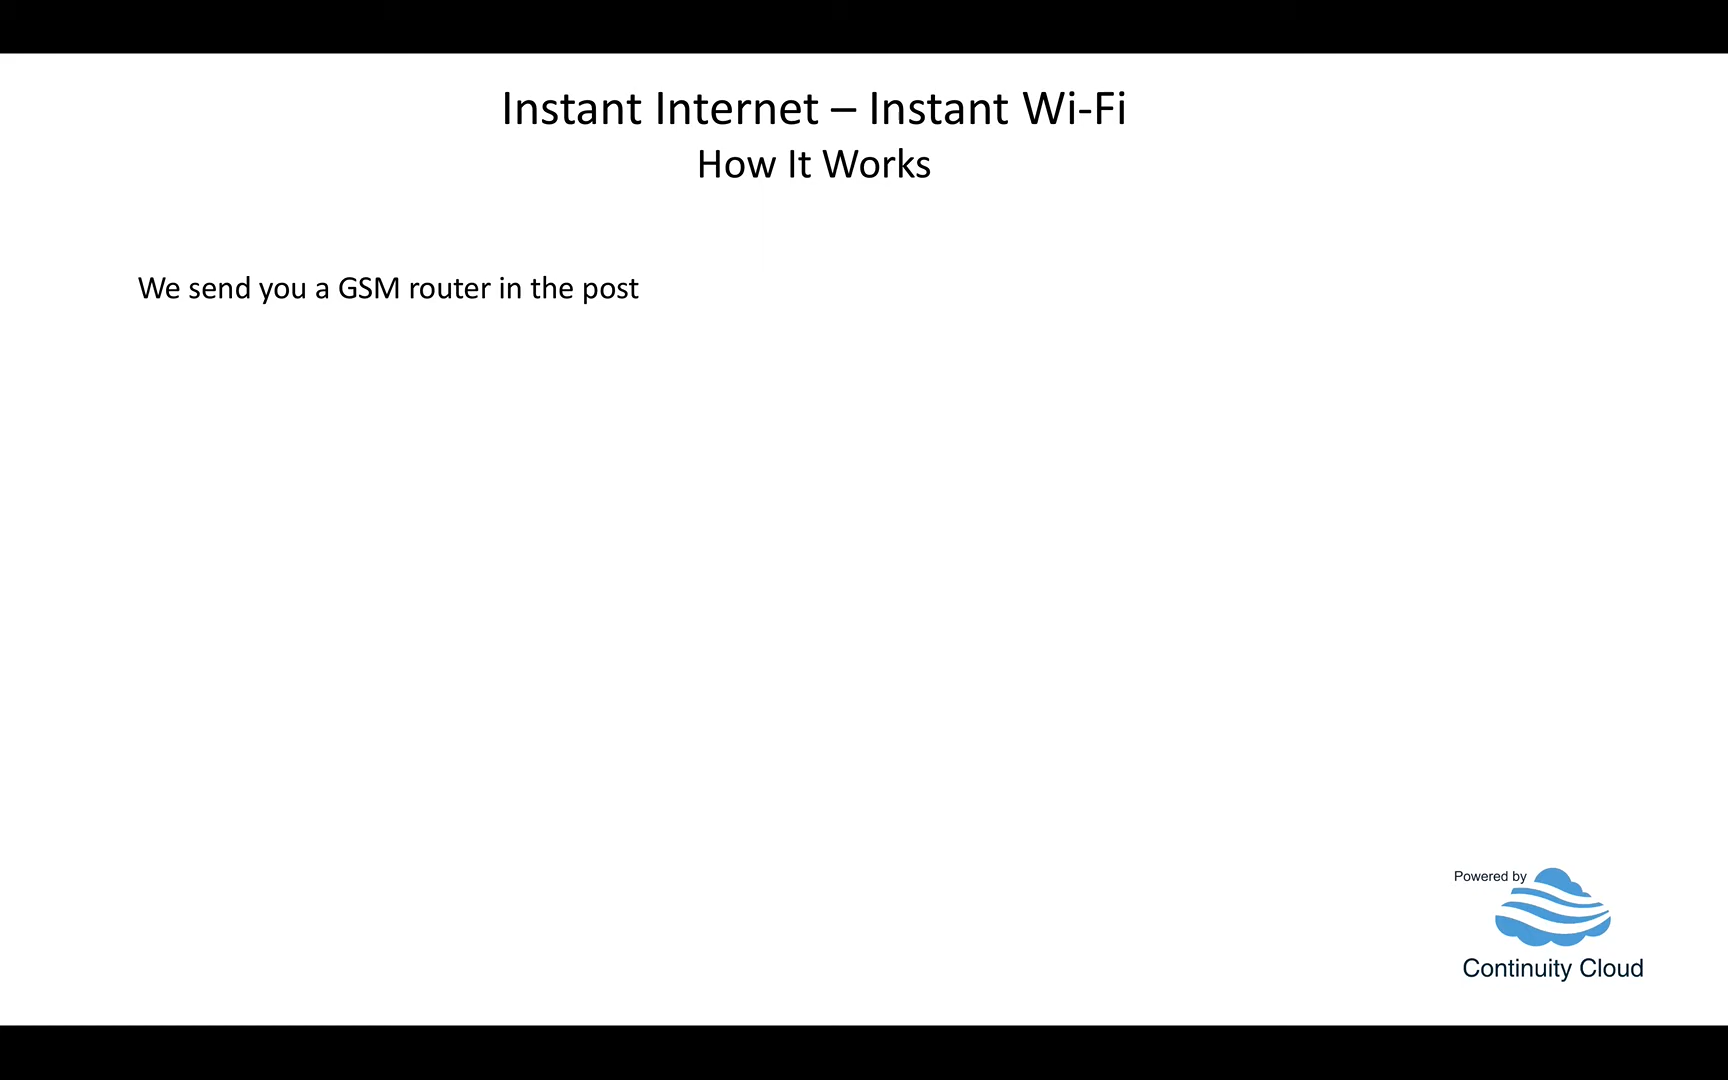 Instant Internet – Instant Wi-Fi
How It Works
We send you a GSM router in the post
Powered by
Continuity Cloud